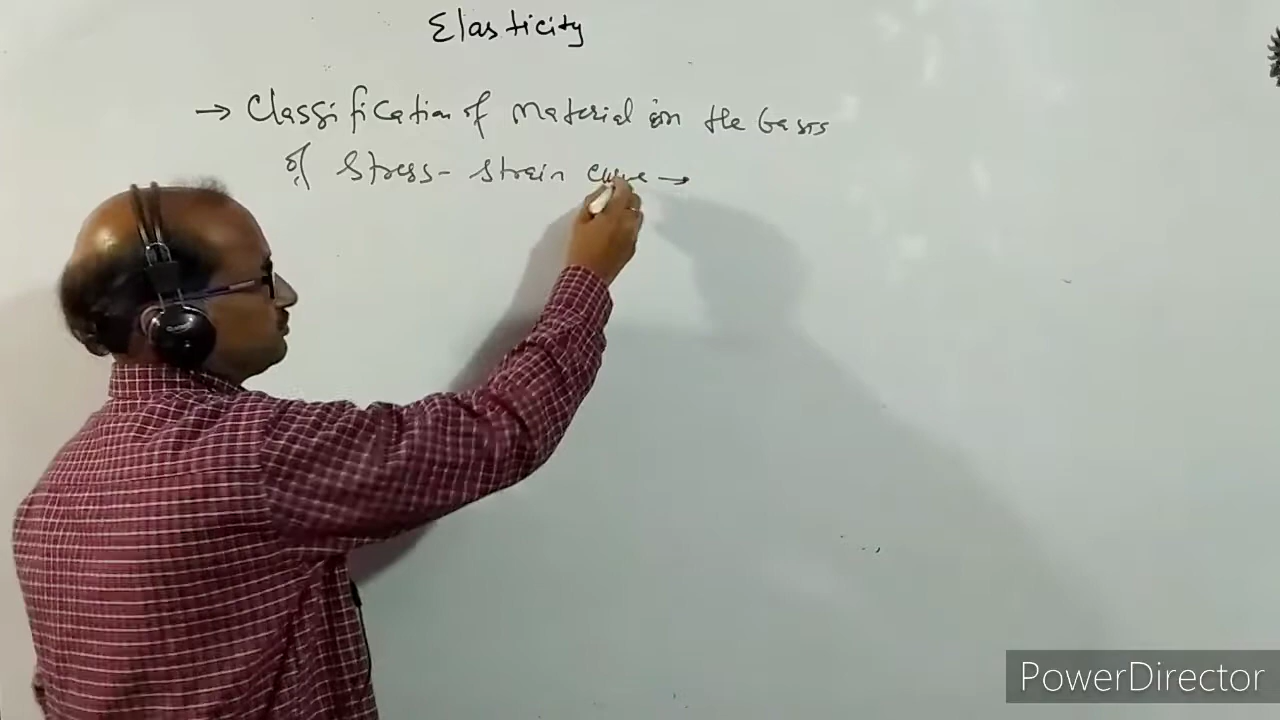 Elasticity
→ Classification of Material on the basis
of Stress-Strain curve →
PowerDirector